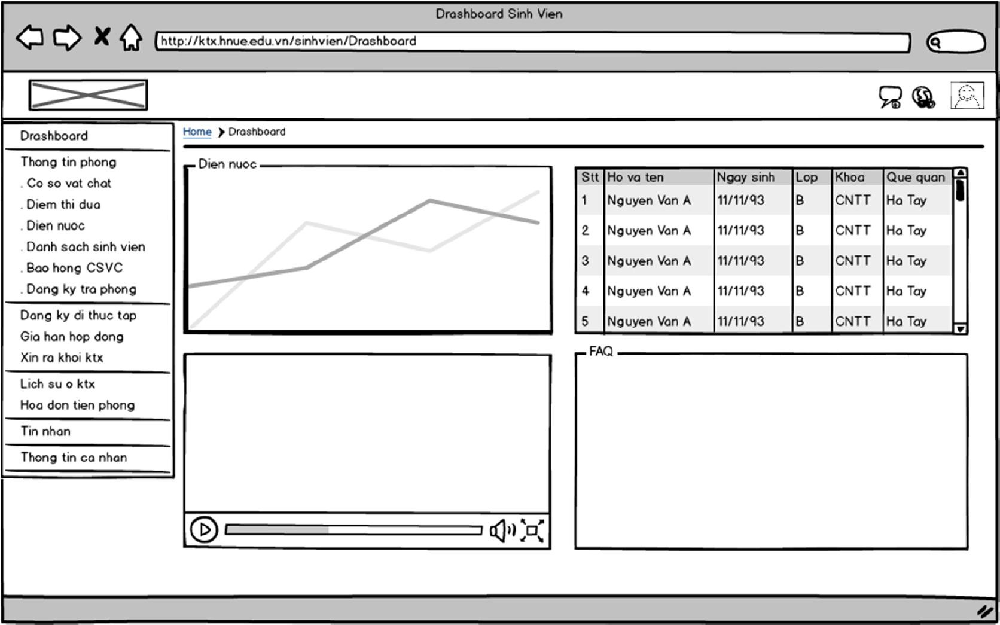 Drashboard Sinh Vien
http://ktx.hnue.edu.vn/sinhvien/Drashboard
Drashboard
Thong tin phong
. Co so vat chat
. Diem thi dua
. Dien nuoc
. Danh sach sinh vien
. Bao hong CSVC
. Dang ky tra phong
Dang ky di thuc tap
Gia han hop dong
Xin ra khoi ktx
Lich su o ktx
Hoa don tien phong
Tin nhan
Thong tin ca nhan
Home > Drashboard
Dien nuoc
Stt Ho va ten Ngay sinh Lop Khoa Que quan
1 Nguyen Van A 11/11/93 B CNTT Ha Tay
2 Nguyen Van A 11/11/93 B CNTT Ha Tay
3 Nguyen Van A 11/11/93 B CNTT Ha Tay
4 Nguyen Van A 11/11/93 B CNTT Ha Tay
5 Nguyen Van A 11/11/93 B CNTT Ha Tay
FAQ